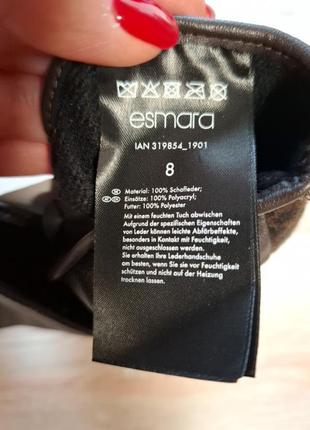 esmara
IAN 319854_1901
8
Material: 100% Schafleder;
Einsätze: 100% Polyacryl;
Futter: 100% Polyester
Mit einem feuchten Tuch abwischen
Aufgrund der spezifischen Eigenschaften
von Leder können leichte Abfärbeffekte,
besonders in Kontakt mit Feuchtigkeit,
nicht ausgeschlossen werden.
Sie erhalten Ihre Lederhandschuhe
am besten, wenn Sie sie vor Feuchtigkeit
schützen und nicht auf der Heizung
trocknen lassen.